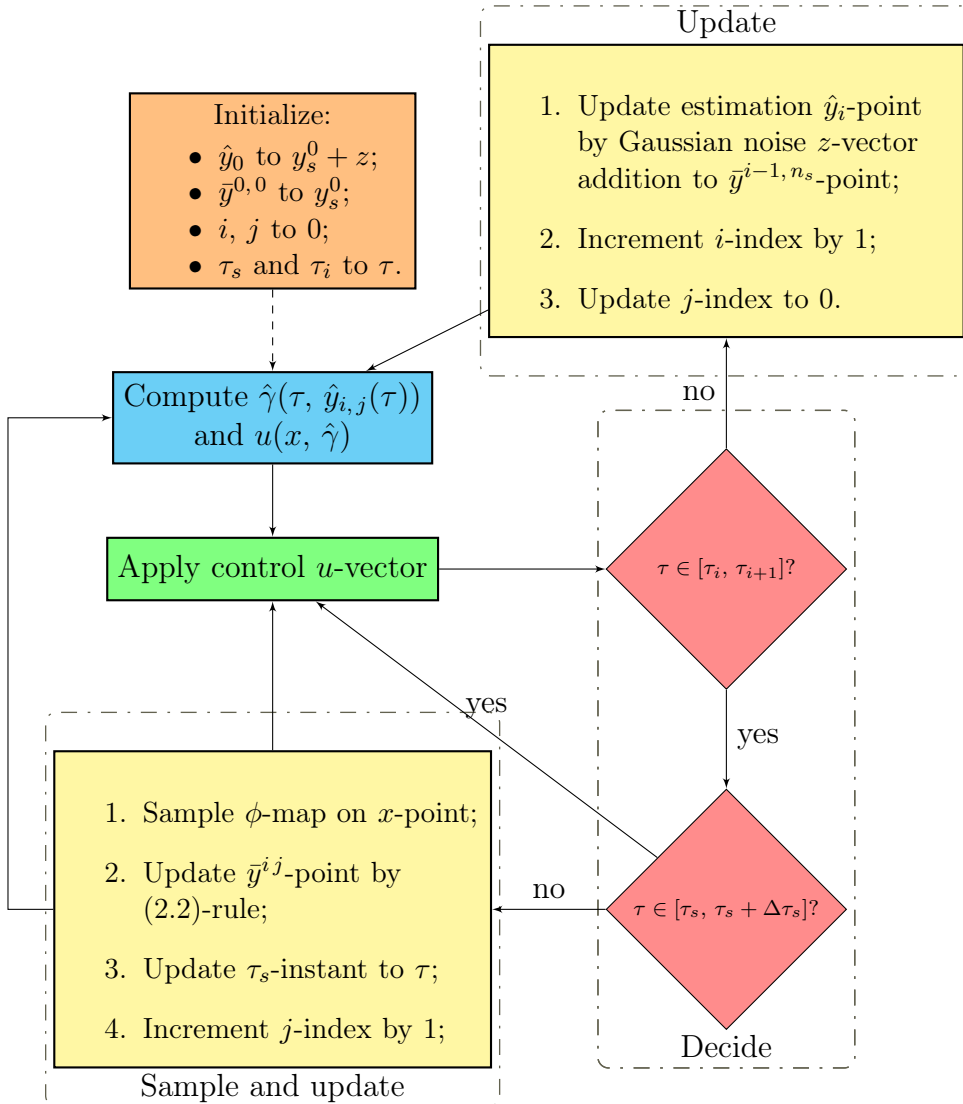 Update
1. Update estimation ŷ_i-point
by Gaussian noise z-vector
addition to ȳ^{i−1, n_s}-point;
2. Increment i-index by 1;
3. Update j-index to 0.
Initialize:
• ŷ_0 to y_s^0 + z;
• ȳ^{0, 0} to y_s^0;
• i, j to 0;
• τ_s and τ_i to τ.
Compute γ̂(τ, ŷ_{i, j}(τ))
and u(x, γ̂)
no
Apply control u-vector
τ ∈ [τ_i, τ_{i+1}]?
yes
yes
1. Sample ϕ-map on x-point;
2. Update ȳ^{i j}-point by
(2.2)-rule;
3. Update τ_s-instant to τ;
4. Increment j-index by 1;
no
τ ∈ [τ_s, τ_s + Δτ_s]?
Decide
Sample and update